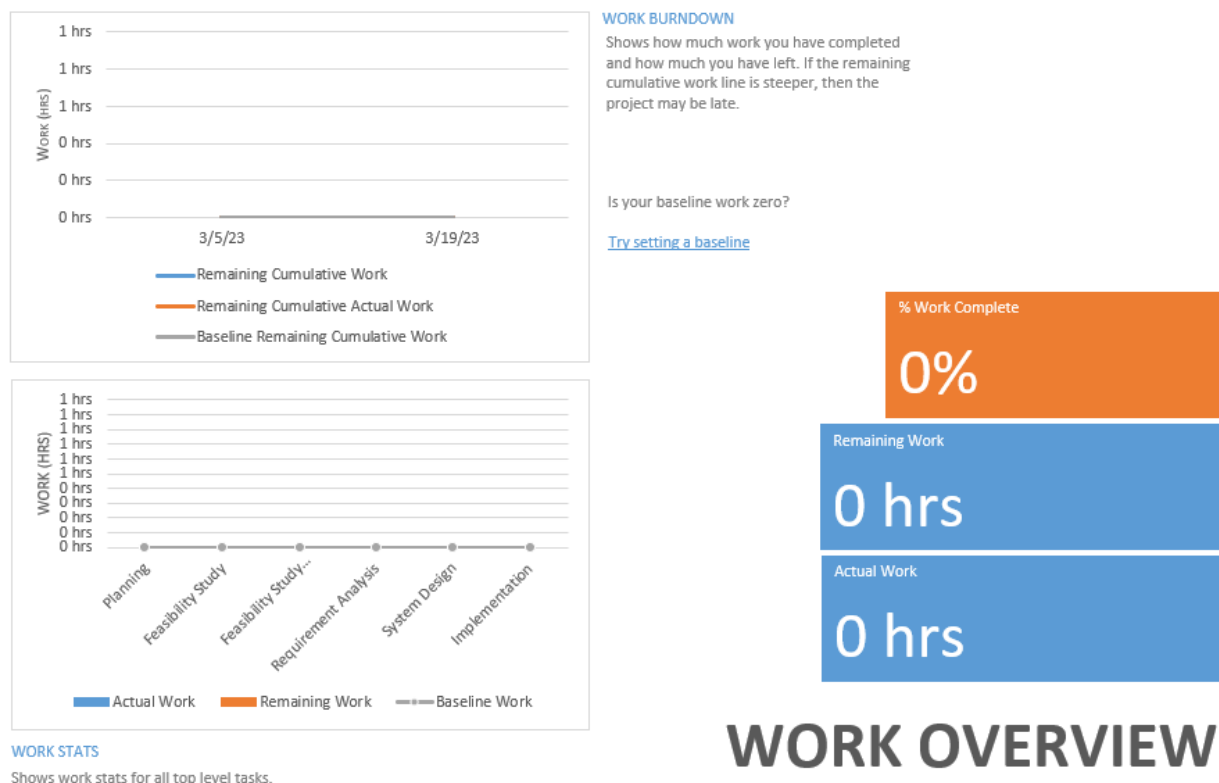 1 hrs
1 hrs
1 hrs
0 hrs
0 hrs
0 hrs
WORK (HRS)
3/5/23
3/19/23
Remaining Cumulative Work
Remaining Cumulative Actual Work
Baseline Remaining Cumulative Work
WORK BURNDOWN
Shows how much work you have completed
and how much you have left. If the remaining
cumulative work line is steeper, then the
project may be late.
Is your baseline work zero?
Try setting a baseline
% Work Complete
0%
Remaining Work
0 hrs
Actual Work
0 hrs
1 hrs
1 hrs
1 hrs
1 hrs
1 hrs
1 hrs
0 hrs
0 hrs
0 hrs
0 hrs
0 hrs
WORK (HRS)
Planning
Feasibility Study
Feasibility Study...
Requirement Analysis
System Design
Implementation
Actual Work
Remaining Work
Baseline Work
WORK OVERVIEW
WORK STATS
Shows work stats for all top level tasks.